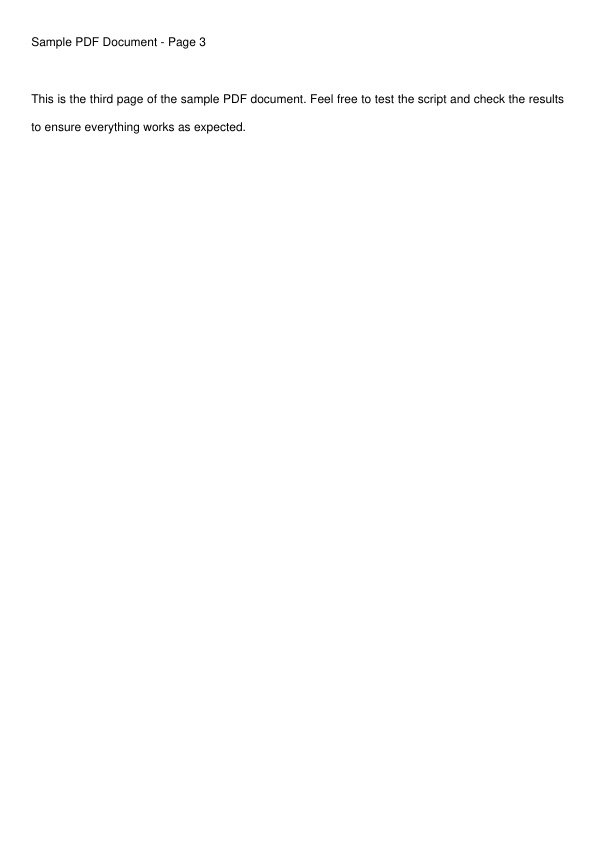 Sample PDF Document - Page 3
This is the third page of the sample PDF document. Feel free to test the script and check the results
to ensure everything works as expected.